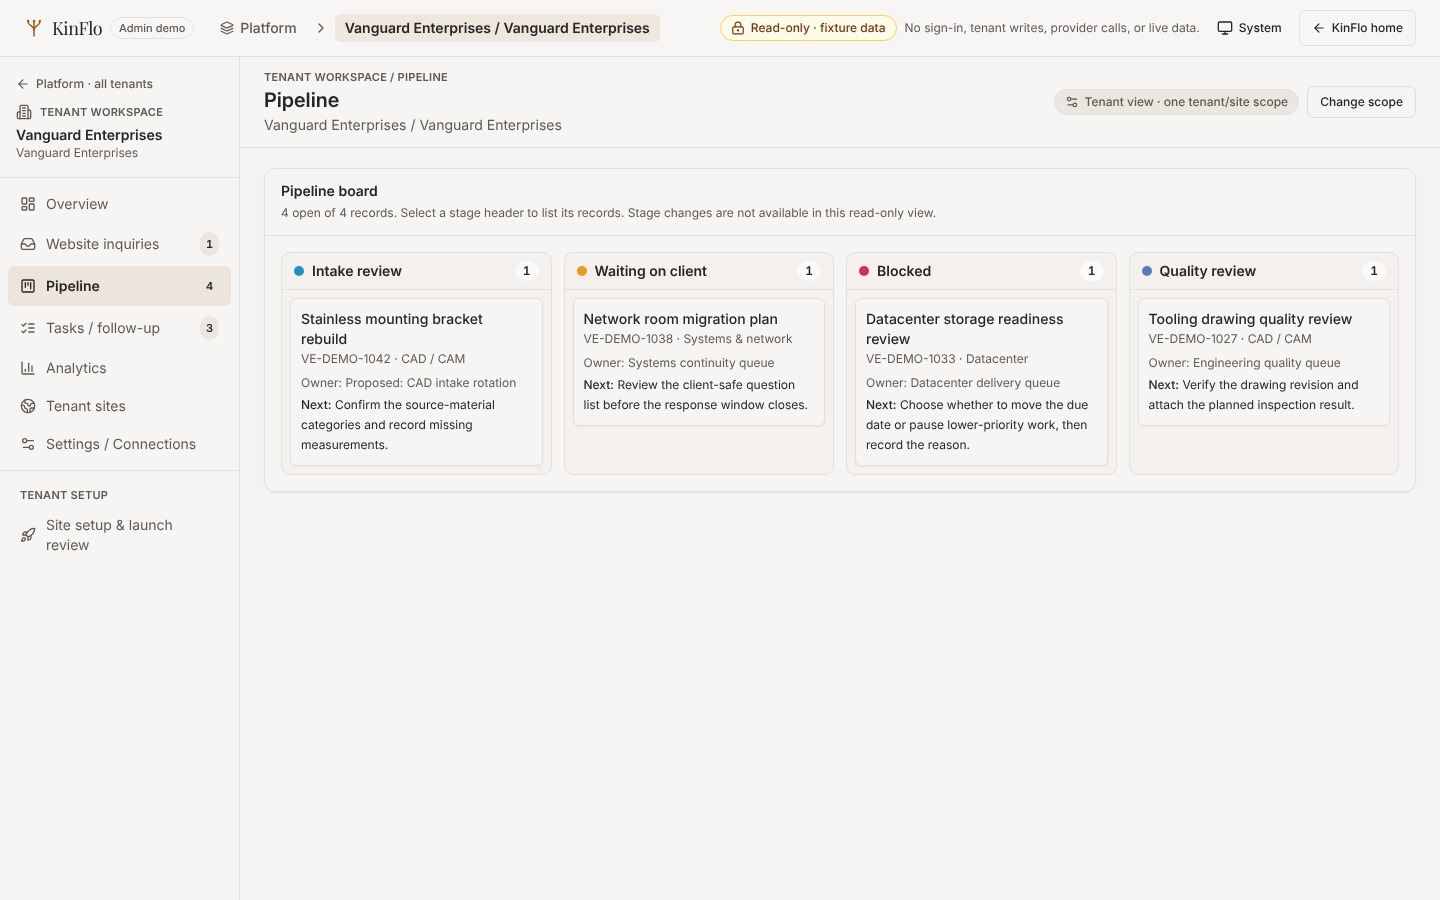 KinFlo
Admin demo
Platform
Vanguard Enterprises / Vanguard Enterprises
Read-only · fixture data
No sign-in, tenant writes, provider calls, or live data.
System
KinFlo home
Platform · all tenants
TENANT WORKSPACE
Vanguard Enterprises
Vanguard Enterprises
Overview
Website inquiries 1
Pipeline 4
Tasks / follow-up 3
Analytics
Tenant sites
Settings / Connections
TENANT SETUP
Site setup & launch
review
TENANT WORKSPACE / PIPELINE
Pipeline
Vanguard Enterprises / Vanguard Enterprises
Tenant view · one tenant/site scope
Change scope
Pipeline board
4 open of 4 records. Select a stage header to list its records. Stage changes are not available in this read-only view.
Intake review 1
Stainless mounting bracket
rebuild
VE-DEMO-1042 · CAD / CAM
Owner: Proposed: CAD intake rotation
Next: Confirm the source-material
categories and record missing
measurements.
Waiting on client 1
Network room migration plan
VE-DEMO-1038 · Systems & network
Owner: Systems continuity queue
Next: Review the client-safe question
list before the response window closes.
Blocked 1
Datacenter storage readiness
review
VE-DEMO-1033 · Datacenter
Owner: Datacenter delivery queue
Next: Choose whether to move the due
date or pause lower-priority work, then
record the reason.
Quality review 1
Tooling drawing quality review
VE-DEMO-1027 · CAD / CAM
Owner: Engineering quality queue
Next: Verify the drawing revision and
attach the planned inspection result.